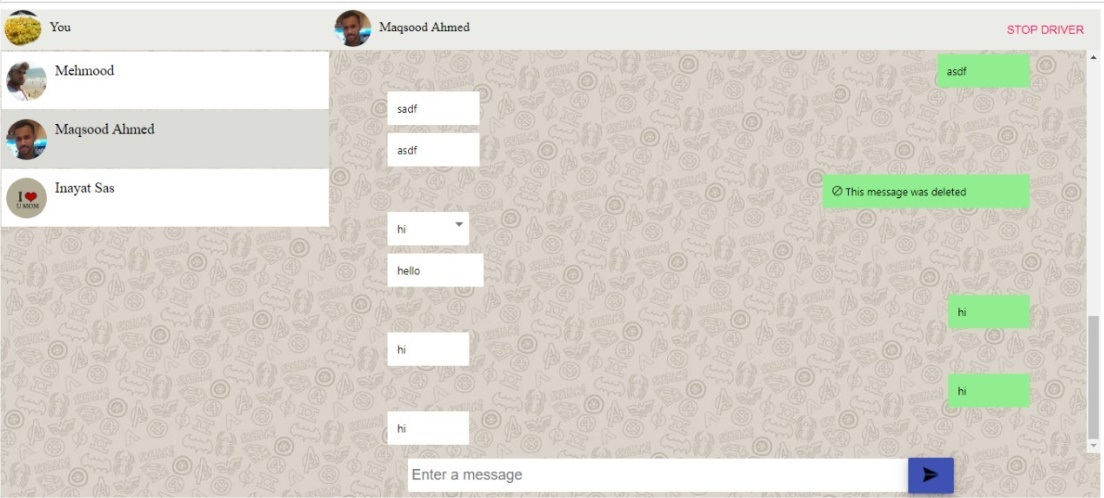 You
Maqsood Ahmed
STOP DRIVER
Mehmood
Maqsood Ahmed
I
U MOM
Inayat Sas
asdf
sadf
asdf
This message was deleted
hi
hello
hi
hi
hi
hi
Enter a message